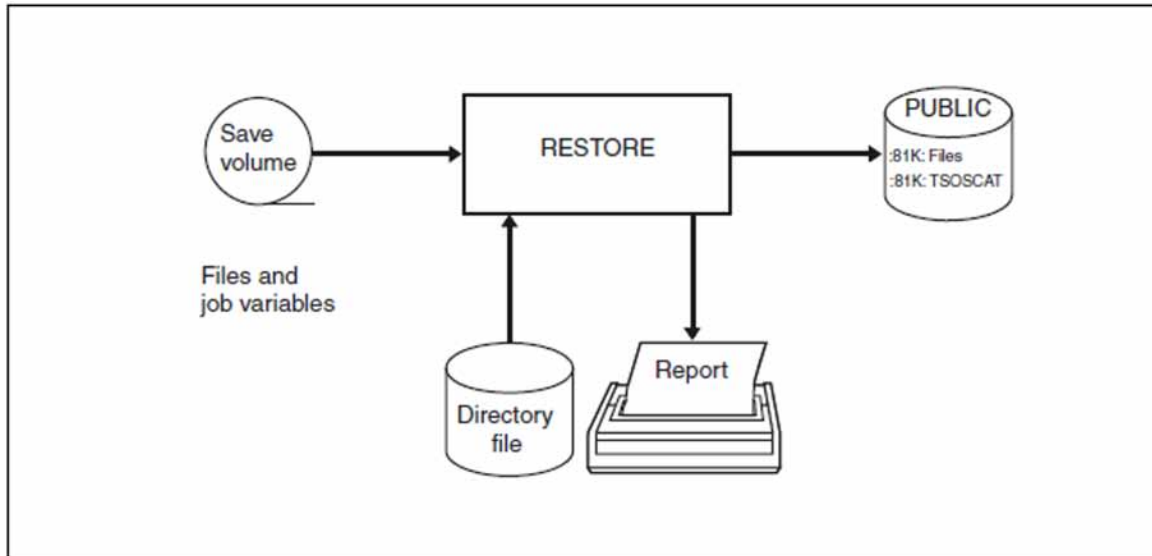 Save
volume
RESTORE
PUBLIC
:81K: Files
:81K: TSOSCAT
Files and
job variables
Directory
file
Report